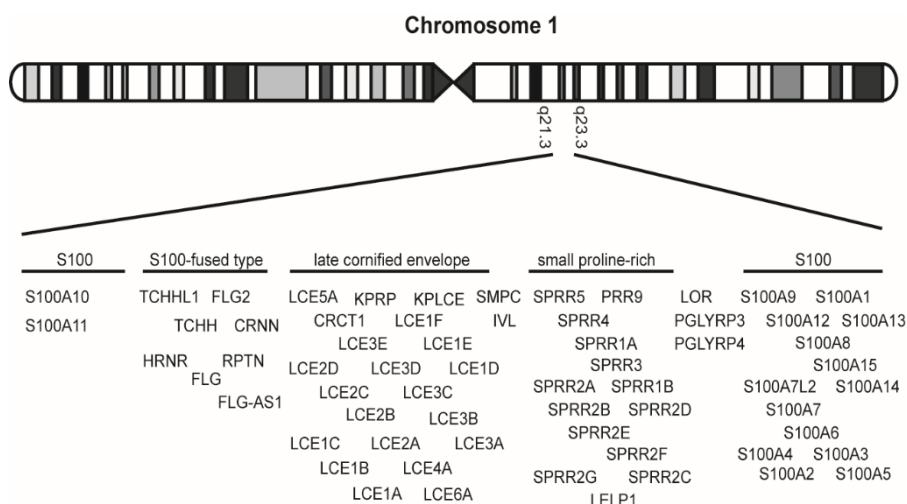 Chromosome 1
q21.3
q23.3
S100
S100-fused type
late cornified envelope
small proline-rich
S100
S100A10
S100A11
TCHHL1 FLG2
TCHH CRNN
HRNR RPTN
FLG
FLG-AS1
LCE5A KPRP KPLCE SMPC
CRCT1 LCE1F IVL
LCE3E LCE1E
LCE2D LCE3D LCE1D
LCE2C LCE3C
LCE2B LCE3B
LCE1C LCE2A LCE3A
LCE1B LCE4A
LCE1A LCE6A
SPRR5 PRR9
SPRR4
SPRR1A
SPRR3
SPRR2A SPRR1B
SPRR2B SPRR2D
SPRR2E
SPRR2F
SPRR2G SPRR2C
LELP1
LOR
PGLYRP3
PGLYRP4
S100A9 S100A1
S100A12 S100A13
S100A8
S100A15
S100A7L2 S100A14
S100A7
S100A6
S100A4 S100A3
S100A2 S100A5